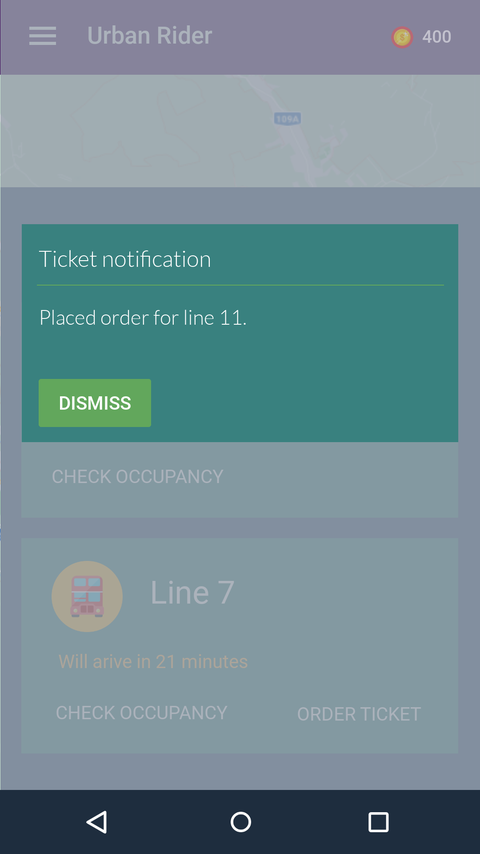 Urban Rider
400
109A
Ticket notification
Placed order for line 11.
DISMISS
CHECK OCCUPANCY
Line 7
Will arive in 21 minutes
CHECK OCCUPANCY
ORDER TICKET